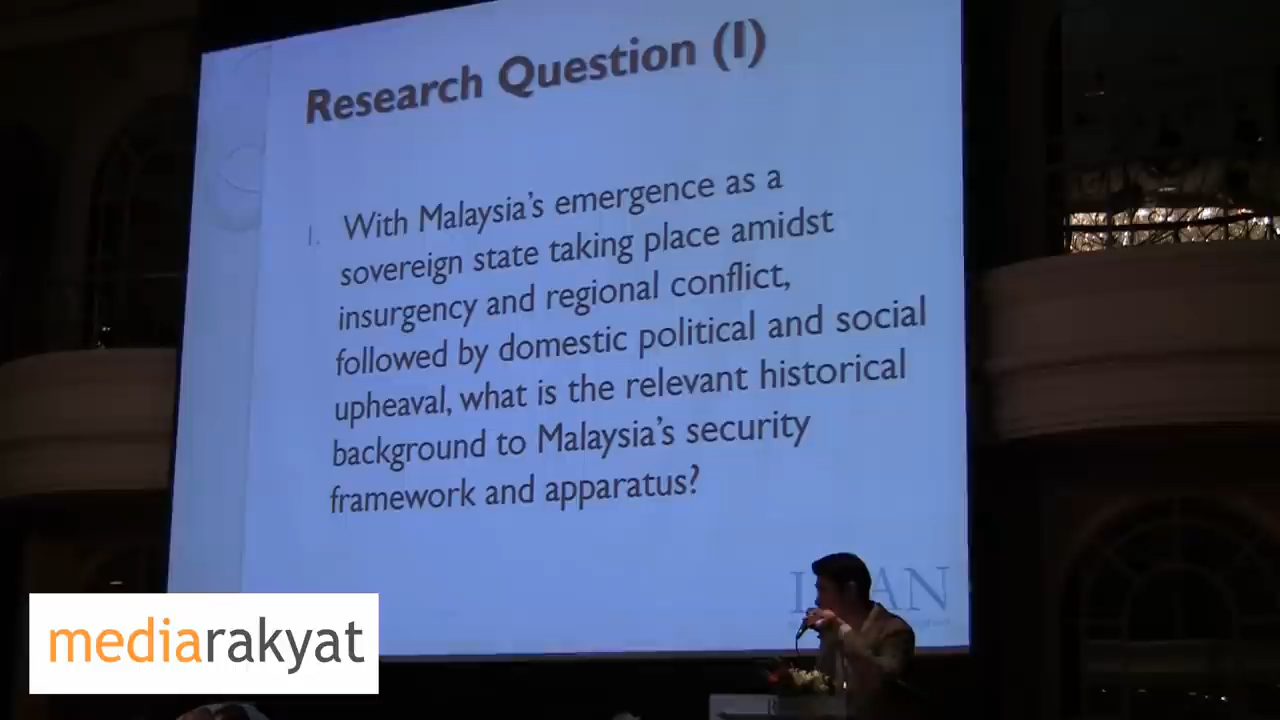 Research Question (I)
1. With Malaysia's emergence as a
sovereign state taking place amidst
insurgency and regional conflict,
followed by domestic political and social
upheaval, what is the relevant historical
background to Malaysia's security
framework and apparatus?
mediarakyat